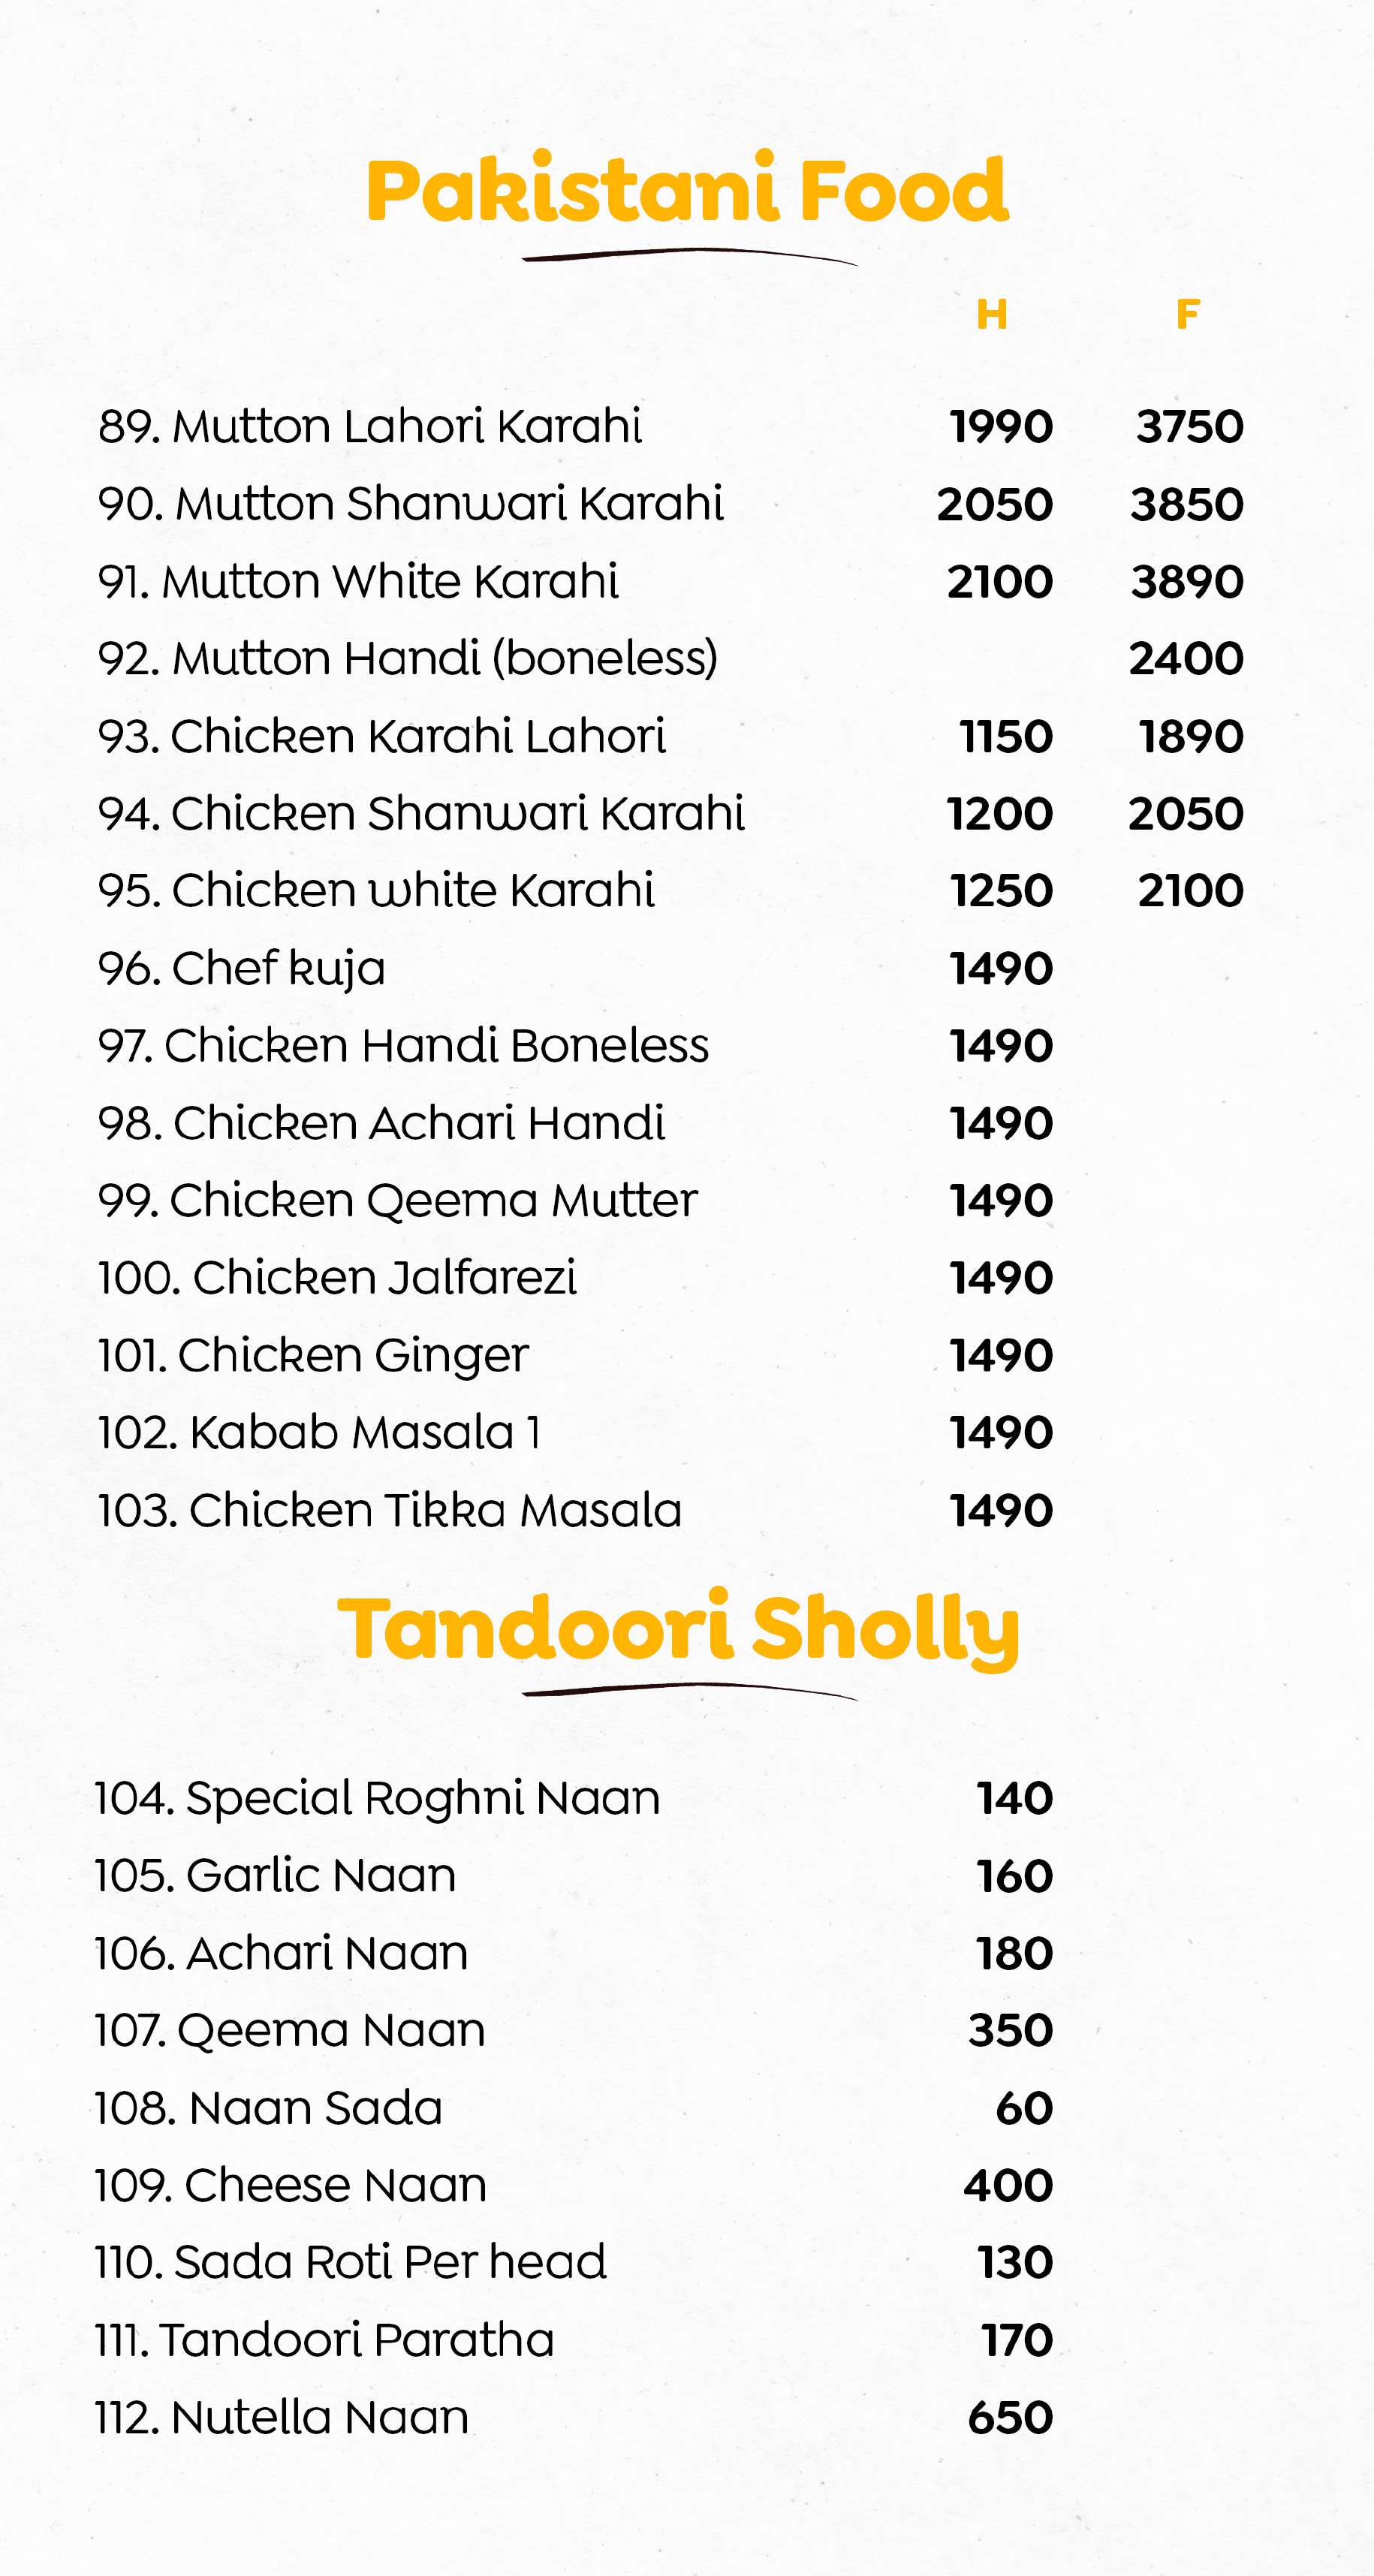 Pakistani Food
H F
89. Mutton Lahori Karahi 1990 3750
90. Mutton Shanwari Karahi 2050 3850
91. Mutton White Karahi 2100 3890
92. Mutton Handi (boneless) 2400
93. Chicken Karahi Lahori 1150 1890
94. Chicken Shanwari Karahi 1200 2050
95. Chicken white Karahi 1250 2100
96. Chef kuja 1490
97. Chicken Handi Boneless 1490
98. Chicken Achari Handi 1490
99. Chicken Qeema Mutter 1490
100. Chicken Jalfarezi 1490
101. Chicken Ginger 1490
102. Kabab Masala 1 1490
103. Chicken Tikka Masala 1490
Tandoori Sholly
104. Special Roghni Naan 140
105. Garlic Naan 160
106. Achari Naan 180
107. Qeema Naan 350
108. Naan Sada 60
109. Cheese Naan 400
110. Sada Roti Per head 130
111. Tandoori Paratha 170
112. Nutella Naan 650